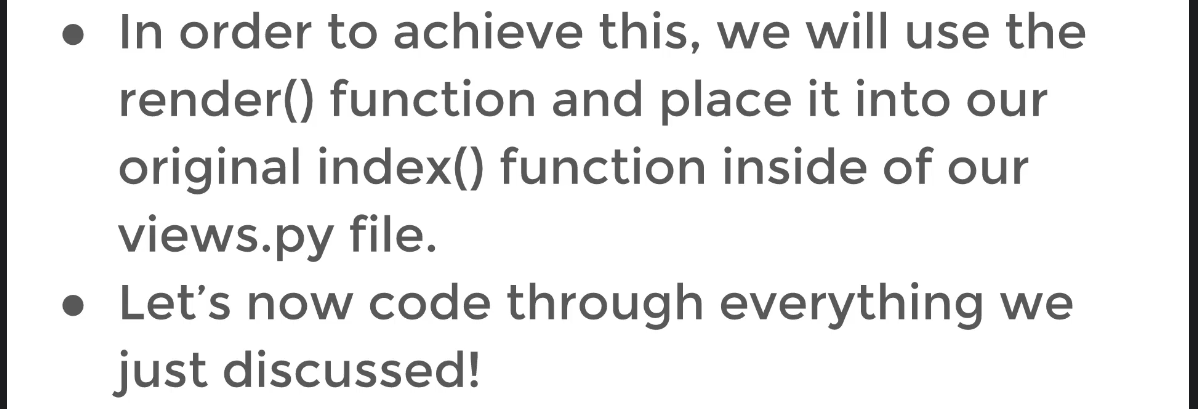 ● In order to achieve this, we will use the
render() function and place it into our
original index() function inside of our
views.py file.
● Let’s now code through everything we
just discussed!